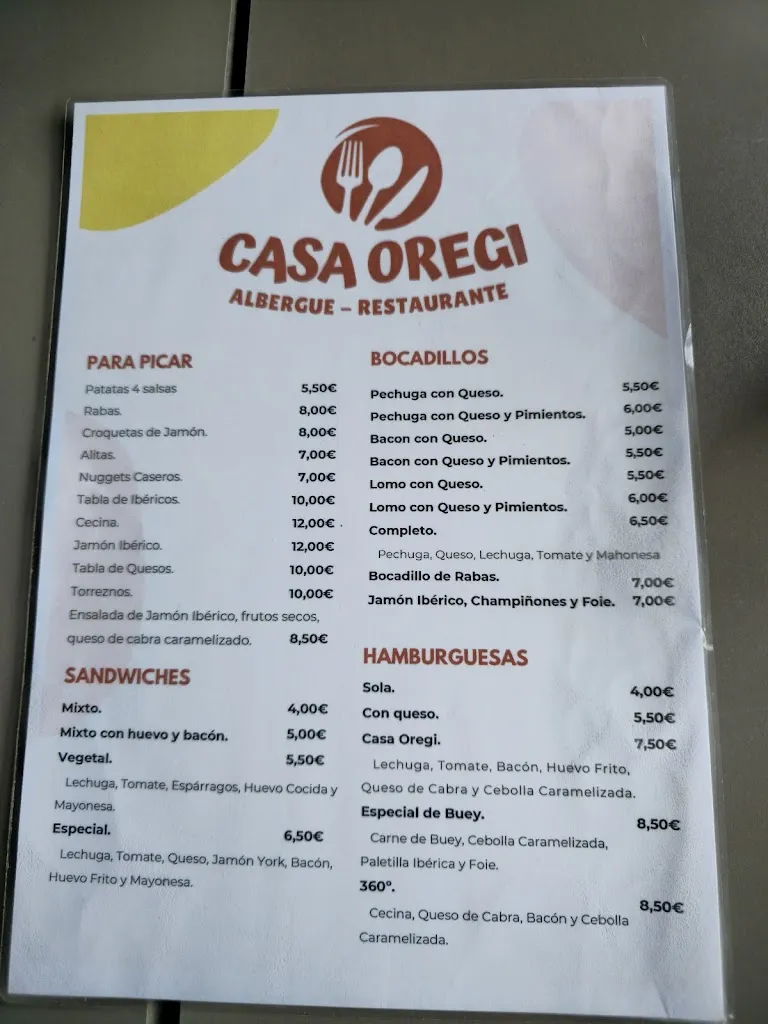 CASA OREGI
ALBERGUE - RESTAURANTE
PARA PICAR
Patatas 4 salsas 5,50€
Rabas. 8,00€
Croquetas de Jamón. 8,00€
Alitas. 7,00€
Nuggets Caseros. 7,00€
Tabla de Ibéricos. 10,00€
Cecina. 12,00€
Jamón Ibérico. 12,00€
Tabla de Quesos. 10,00€
Torreznos. 10,00€
Ensalada de Jamón Ibérico, frutos secos,
queso de cabra caramelizado. 8,50€
SANDWICHES
Mixto. 4,00€
Mixto con huevo y bacón. 5,00€
Vegetal. 5,50€
Lechuga, Tomate, Espárragos, Huevo Cocida y
Mayonesa.
Especial. 6,50€
Lechuga, Tomate, Queso, Jamón York, Bacón,
Huevo Frito y Mayonesa.
BOCADILLOS
Pechuga con Queso. 5,50€
Pechuga con Queso y Pimientos. 6,00€
Bacon con Queso. 5,00€
Bacon con Queso y Pimientos. 5,50€
Lomo con Queso. 5,50€
Lomo con Queso y Pimientos. 6,00€
Completo. 6,50€
Pechuga, Queso, Lechuga, Tomate y Mahonesa
Bocadillo de Rabas. 7,00€
Jamón Ibérico, Champiñones y Foie. 7,00€
HAMBURGUESAS
Sola. 4,00€
Con queso. 5,50€
Casa Oregi. 7,50€
Lechuga, Tomate, Bacón, Huevo Frito,
Queso de Cabra y Cebolla Caramelizada.
Especial de Buey. 8,50€
Carne de Buey, Cebolla Caramelizada,
Paletilla Ibérica y Foie.
360º. 8,50€
Cecina, Queso de Cabra, Bacón y Cebolla
Caramelizada.